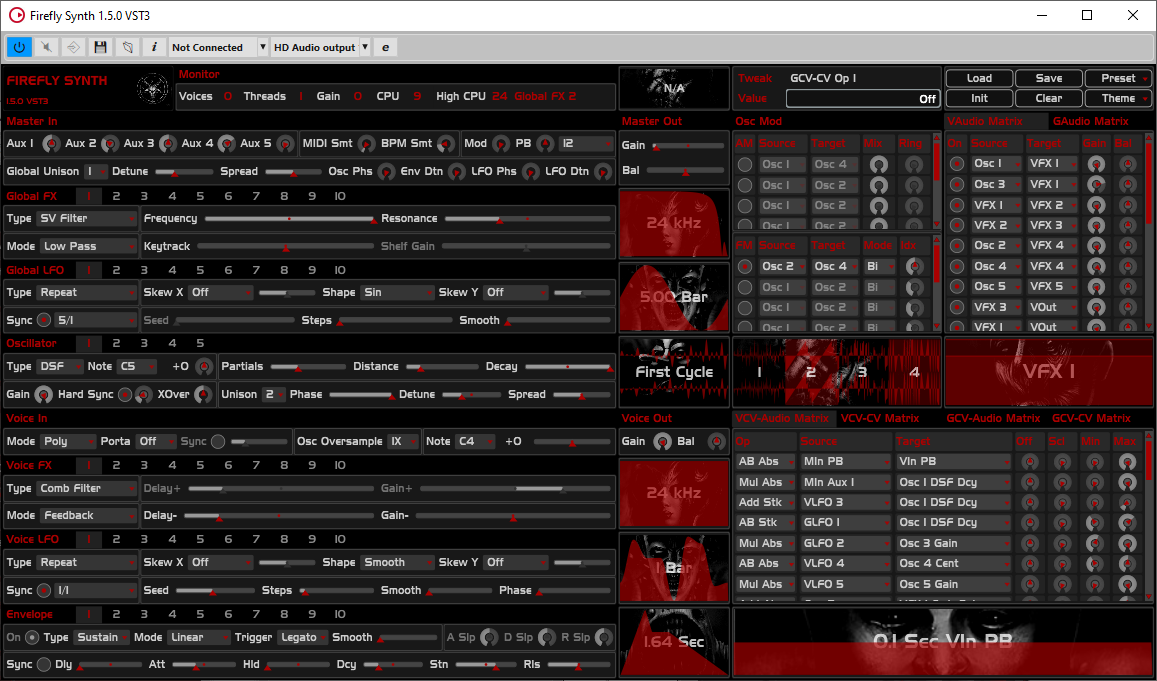 Firefly Synth 1.5.0 VST3
i Not Connected HD Audio output e
FIREFLY SYNTH
1.5.0 VST3
Monitor
Voices 0 Threads 1 Gain 0 CPU 9 High CPU 24 Global FX 2
N/A
Tweak GCV-CV Op 1
Value Off
Load Save Preset
Init Clear Theme
Master In
Aux 1 Aux 2 Aux 3 Aux 4 Aux 5 MIDI Smt BPM Smt Mod PB 12
Global Unison 1 Detune Spread Osc Phs Env Dtn LFO Phs LFO Dtn
Master Out
Gain
Bal
Global FX 1 2 3 4 5 6 7 8 9 10
Type SV Filter Frequency Resonance
Mode Low Pass Keytrack Shelf Gain
24 kHz
Global LFO 1 2 3 4 5 6 7 8 9 10
Type Repeat Skew X Off Shape Sin Skew Y Off
Sync 5/1 Seed Steps Smooth
5.00 Bar
Oscillator 1 2 3 4 5
Type DSF Note C5 +0 Partials Distance Decay
Gain Hard Sync XOver Unison 2 Phase Detune Spread
First Cycle
Osc Mod
AM Source Target Min Ring
Osc 1 Osc 4
Osc 1 Osc 2
Osc 1 Osc 2
Osc 1 Osc 2
FM Source Target Mode Idx
Osc 2 Osc 4 Bi
Osc 1 Osc 2 Bi
Osc 1 Osc 2 Bi
Osc 1 Osc 2 Bi
VAudio Matrix GAudio Matrix
On Source Target Gain Bal
Osc 1 VFX 1
Osc 3 VFX 1
VFX 1 VFX 2
VFX 2 VFX 3
Osc 2 VFX 4
Osc 4 VFX 4
Osc 5 VFX 5
VFX 3 VOut
VFX 1 VOut
1 2 3 4
VFX 1
Voice In
Mode Poly Porta Off Sync Osc Oversample 1X Note C4 +0
Voice Out
Gain Bal
Voice FX 1 2 3 4 5 6 7 8 9 10
Type Comb Filter Delay+ Gain+
Mode Feedback Delay- Gain-
24 kHz
Voice LFO 1 2 3 4 5 6 7 8 9 10
Type Repeat Skew X Off Shape Smooth Skew Y Off
Sync 1/1 Seed Steps Smooth Phase
1 Bar
Envelope 1 2 3 4 5 6 7 8 9 10
On Type Sustain Mode Linear Trigger Legato Smooth A Slp D Slp R Slp
Sync Dly Att Hld Dcy Stn Rls
1.64 Sec
VCV-Audio Matrix VCV-CV Matrix GCV-Audio Matrix GCV-CV Matrix
Op Source Target Off Scl Min Max
AB Abs MIn PB VIn PB
Mul Abs MIn Aux 1 Osc 1 DSF Dcy
Add Stk VLFO 3 Osc 1 DSF Dcy
AB Stk GLFO 1 Osc 1 DSF Dcy
Mul Abs GLFO 2 Osc 3 Gain
AB Abs VLFO 4 Osc 4 Cent
Mul Abs VLFO 5 Osc 5 Gain
0.1 Sec VIn PB